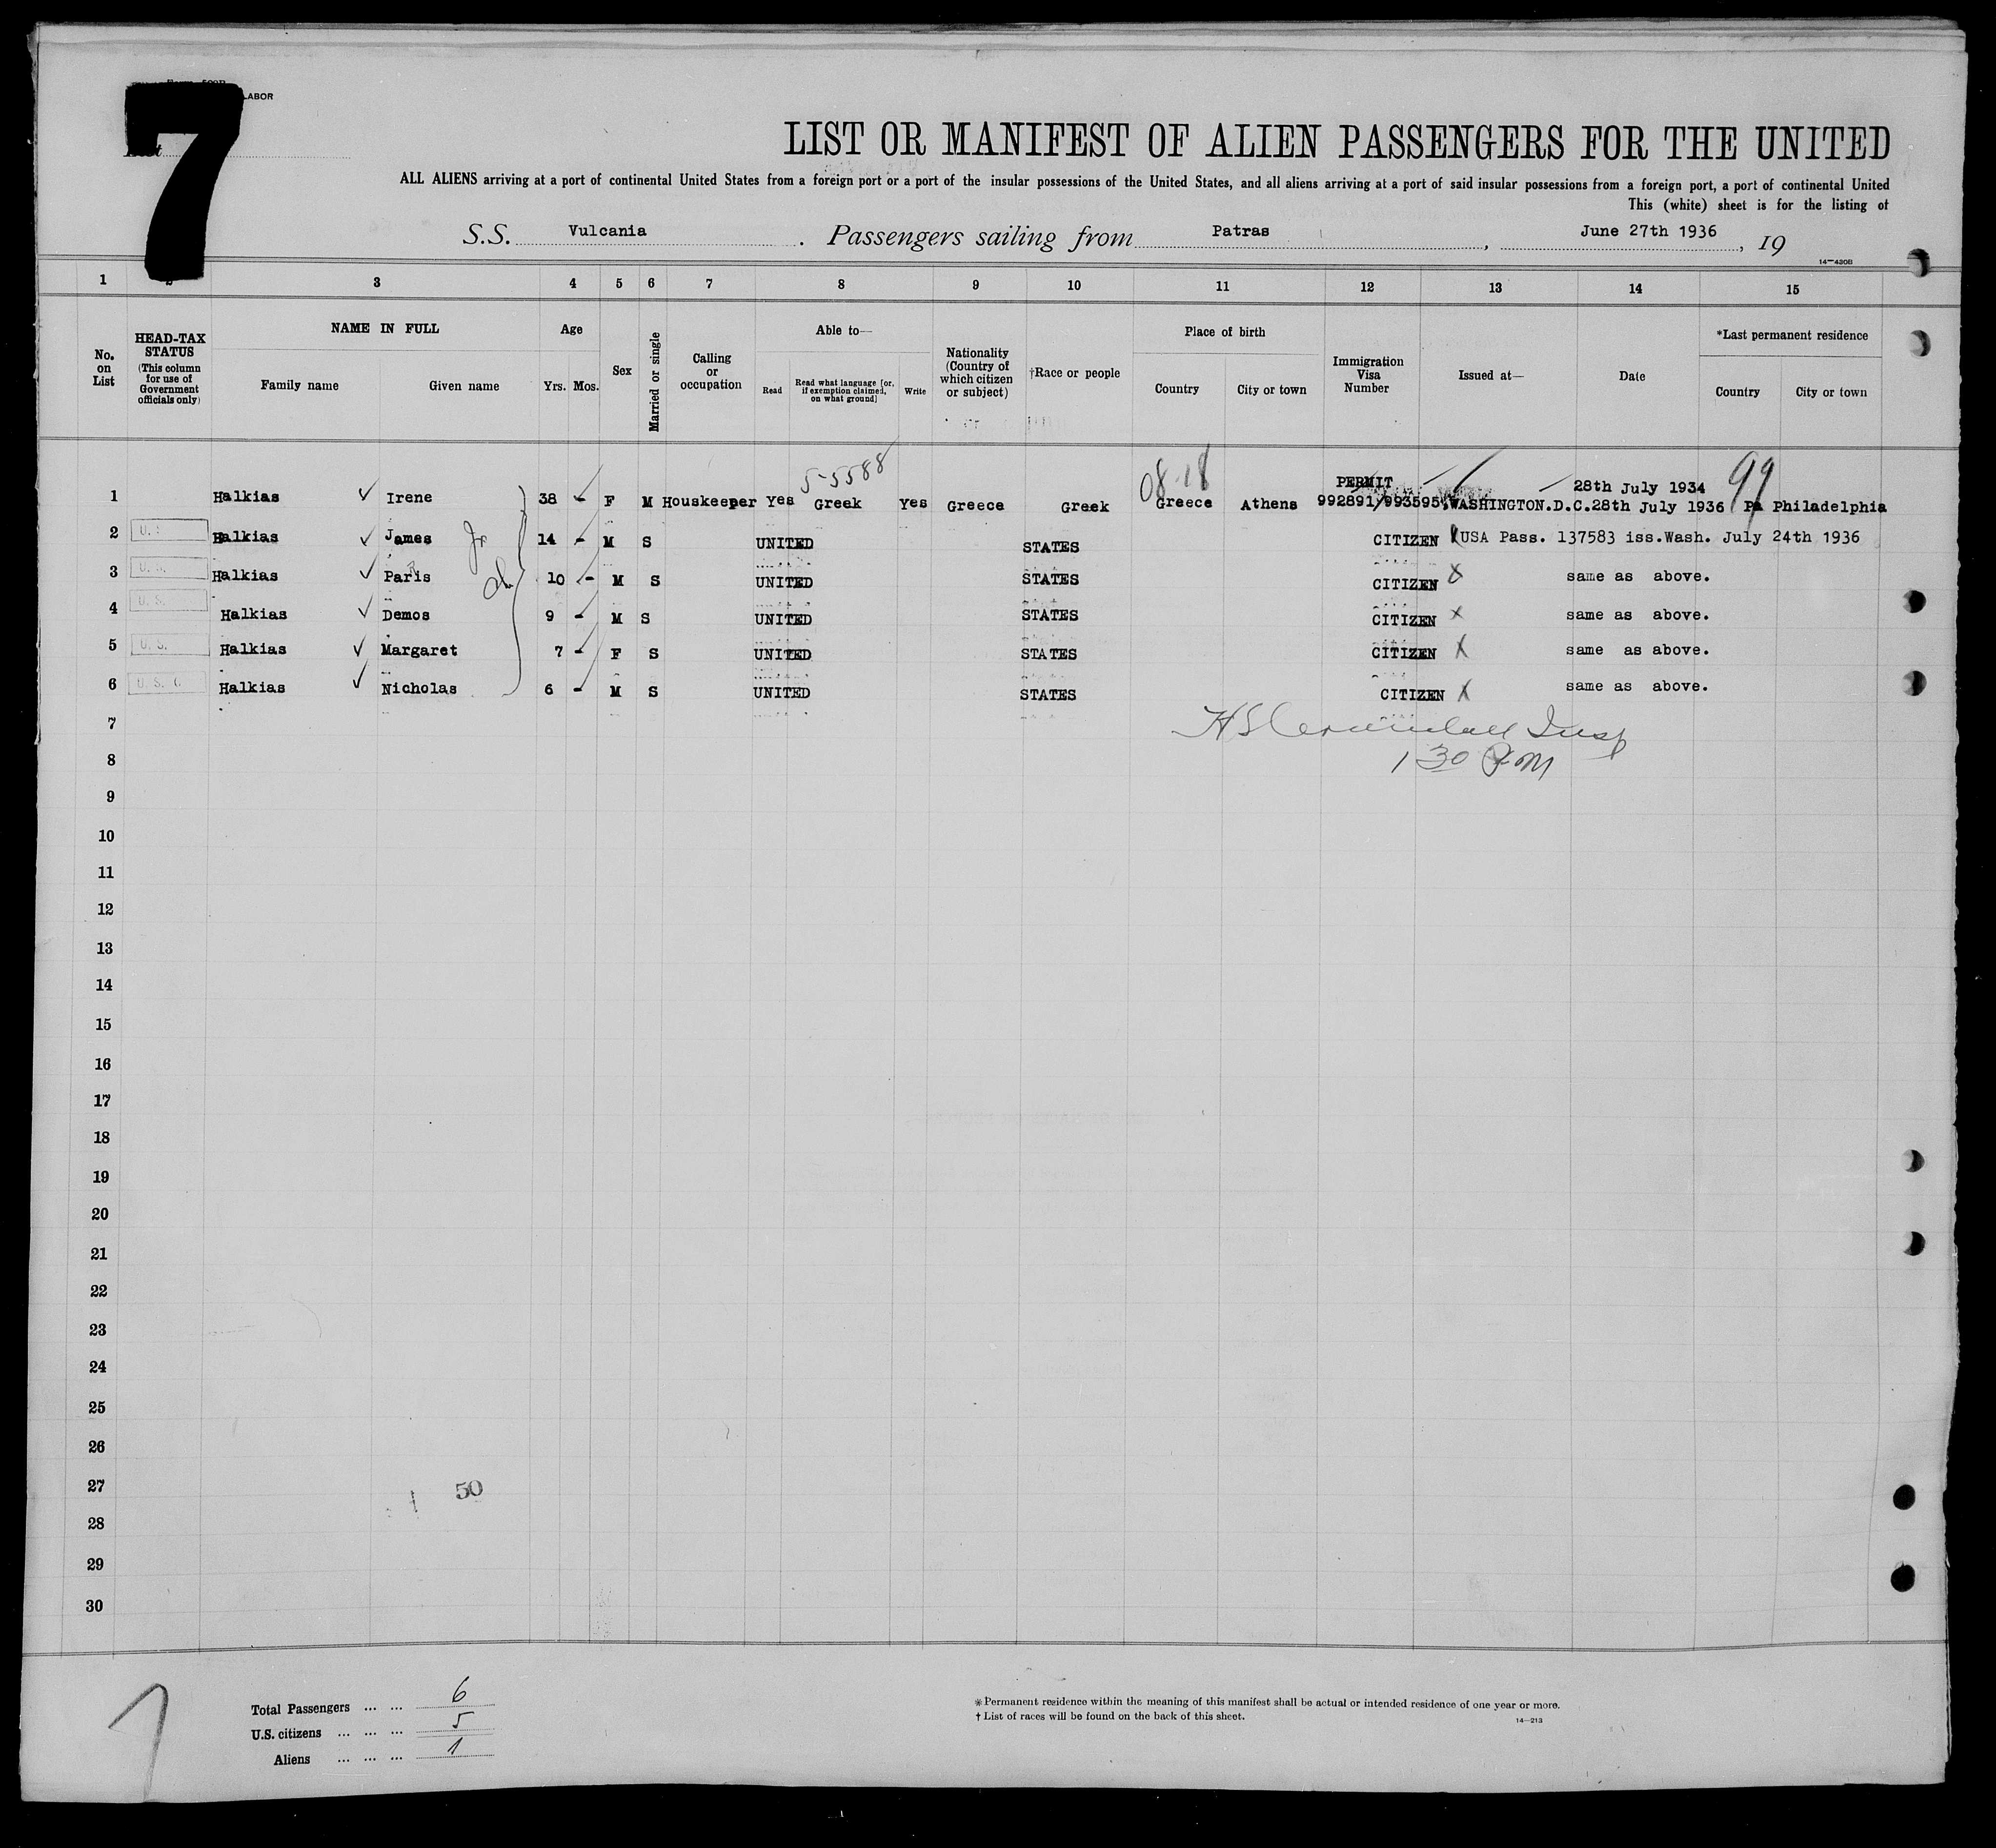 7
LABOR
LIST OR MANIFEST OF ALIEN PASSENGERS FOR THE UNITED
ALL ALIENS arriving at a port of continental United States from a foreign port or a port of the insular possessions of the United States, and all aliens arriving at a port of said insular possessions from a foreign port, a port of continental United
This (white) sheet is for the listing of
S.S. Vulcania . Passengers sailing from Patras , June 27th 1936 , 19
14—430B
1 3 4 5 6 7 8 9 10 11 12 13 14 15
No. on List
HEAD-TAX STATUS (This column for use of Government officials only)
NAME IN FULL
Family name Given name
Age
Yrs. Mos.
Sex
Married or single
Calling or occupation
Able to—
Read Read what language [or, if exemption claimed, on what ground] Write
Nationality (Country of which citizen or subject)
†Race or people
Place of birth
Country City or town
Immigration Visa Number
Issued at—
Date
*Last permanent residence
Country City or town
5-5588 99
PERMIT 28th July 1934
1 Halkias Irene 38 - F M Houskeeper Yes Greek Yes Greece Greek Greece Athens 992891/993595 WASHINGTON.D.C.28th July 1936 Pa Philadelphia
2 Halkias James Jr 14 - M S UNITED STATES CITIZEN USA Pass. 137583 iss.Wash. July 24th 1936
3 Halkias Paris 10 - M S UNITED STATES CITIZEN x same as above.
4 Halkias Demos 9 - M S UNITED STATES CITIZEN x same as above.
5 U. S. Halkias Margaret 7 - F S UNITED STATES CITIZEN x same as above.
6 U. S. C. Halkias Nicholas 6 - M S UNITED STATES CITIZEN x same as above.
7
8 1 30 P M
9
10
11
12
13
14
15
16
17
18
19
20
21
22
23
24
25
26
27 50
28
29
30
Total Passengers ... ... 6
U.S. citizens ... ... ... 5
Aliens ... ... ... 1
*Permanent residence within the meaning of this manifest shall be actual or intended residence of one year or more.
† List of races will be found on the back of this sheet.
14—213